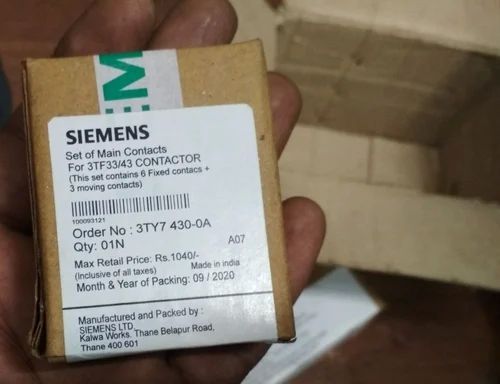 EM
SIEMENS
Set of Main Contacts
For 3TF33/43 CONTACTOR
(This set contains 6 Fixed contacs +
3 moving contacts)
100093121
Order No : 3TY7 430-0A
Qty: 01N
A07
Max Retail Price: Rs.1040/-
(Inclusive of all taxes) Made in india
Month & Year of Packing: 09 / 2020
Manufactured and Packed by :
SIEMENS LTD
Kalwa Works. Thane Belapur Road,
Thane 400 601